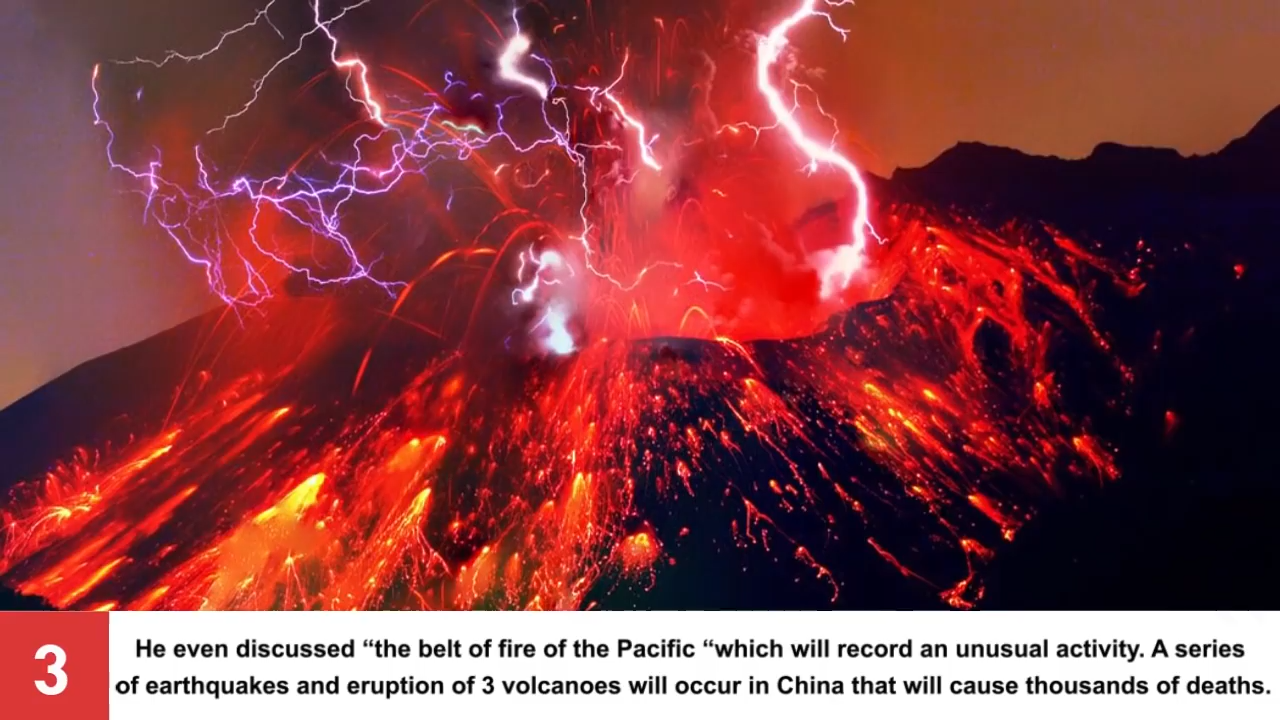 3
He even discussed “the belt of fire of the Pacific “which will record an unusual activity. A series
of earthquakes and eruption of 3 volcanoes will occur in China that will cause thousands of deaths.